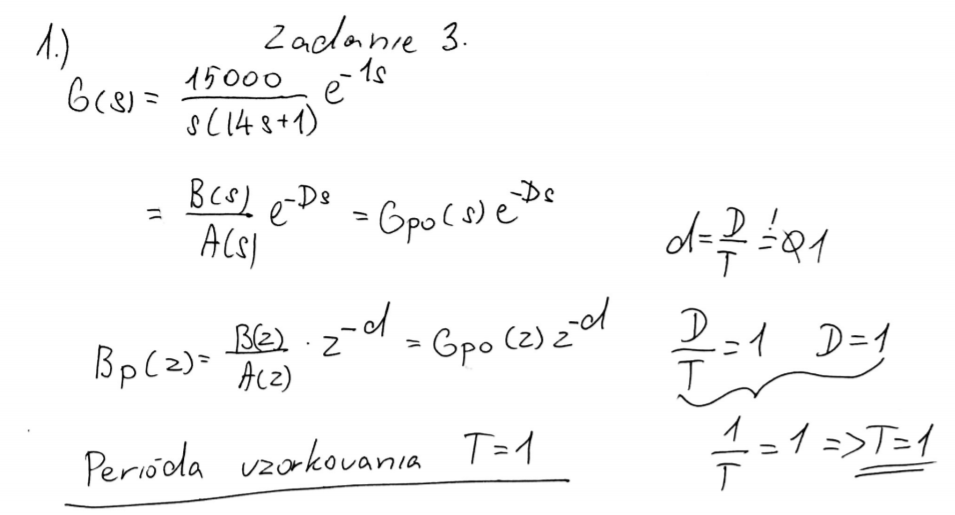 1.) Zadanie 3.
G(s) = 15000 / s(14s+1) e^-1s
= B(s) / A(s) e^-Ds = Gpo(s) e^-Ds
d = D/T =! 1
Bp(z) = B(z) / A(z) · z^-d = Gpo(z) z^-d
D/T = 1 D = 1
1/T = 1 => T = 1
Perióda vzorkovania T = 1